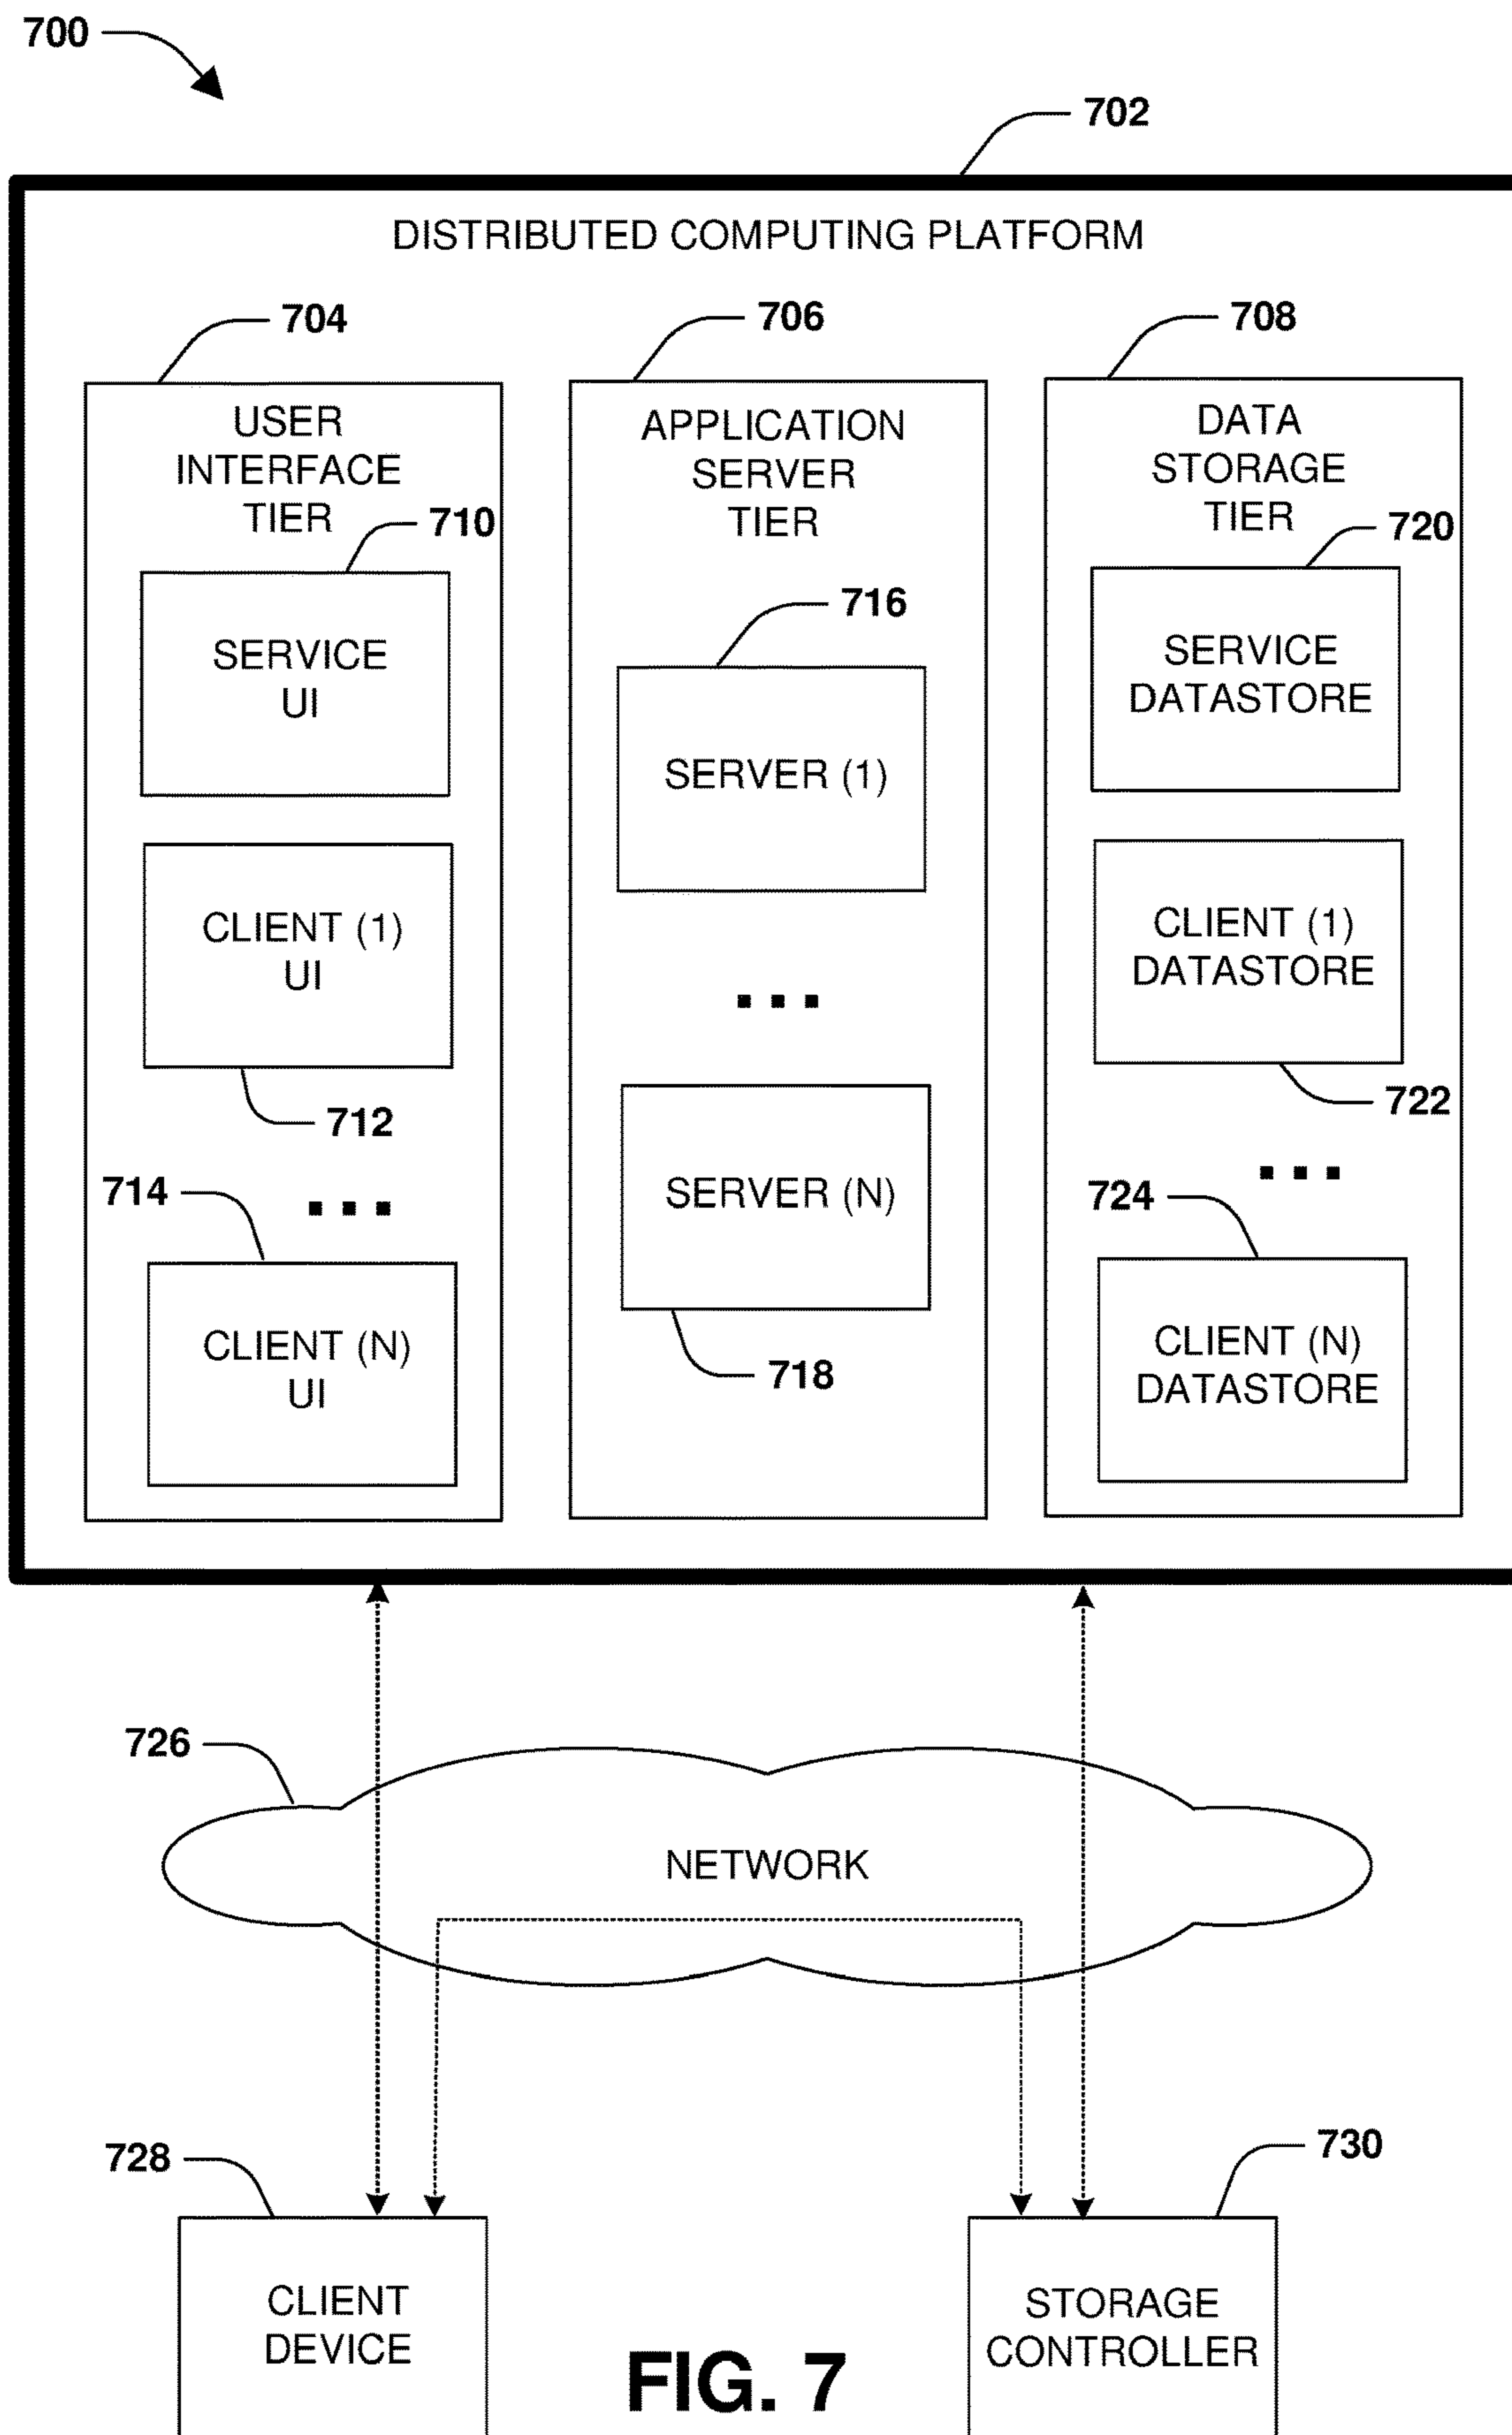 700
702
DISTRIBUTED COMPUTING PLATFORM
704
706
708
USER
INTERFACE
TIER
710
SERVICE
UI
CLIENT (1)
UI
712
714
...
CLIENT (N)
UI
APPLICATION
SERVER
TIER
716
SERVER (1)
...
SERVER (N)
718
DATA
STORAGE
TIER
720
SERVICE
DATASTORE
CLIENT (1)
DATASTORE
722
...
724
CLIENT (N)
DATASTORE
726
NETWORK
728
730
CLIENT
DEVICE
STORAGE
CONTROLLER
FIG. 7